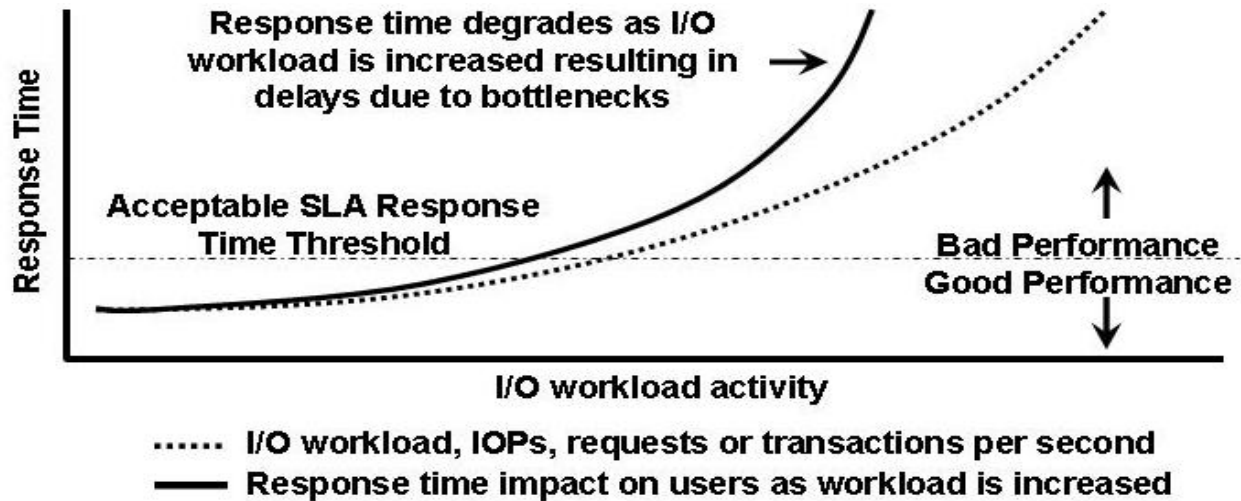 Response time degrades as I/O
workload is increased resulting in
delays due to bottlenecks
Response Time
Acceptable SLA Response
Time Threshold
Bad Performance
Good Performance
I/O workload activity
I/O workload, IOPs, requests or transactions per second
Response time impact on users as workload is increased